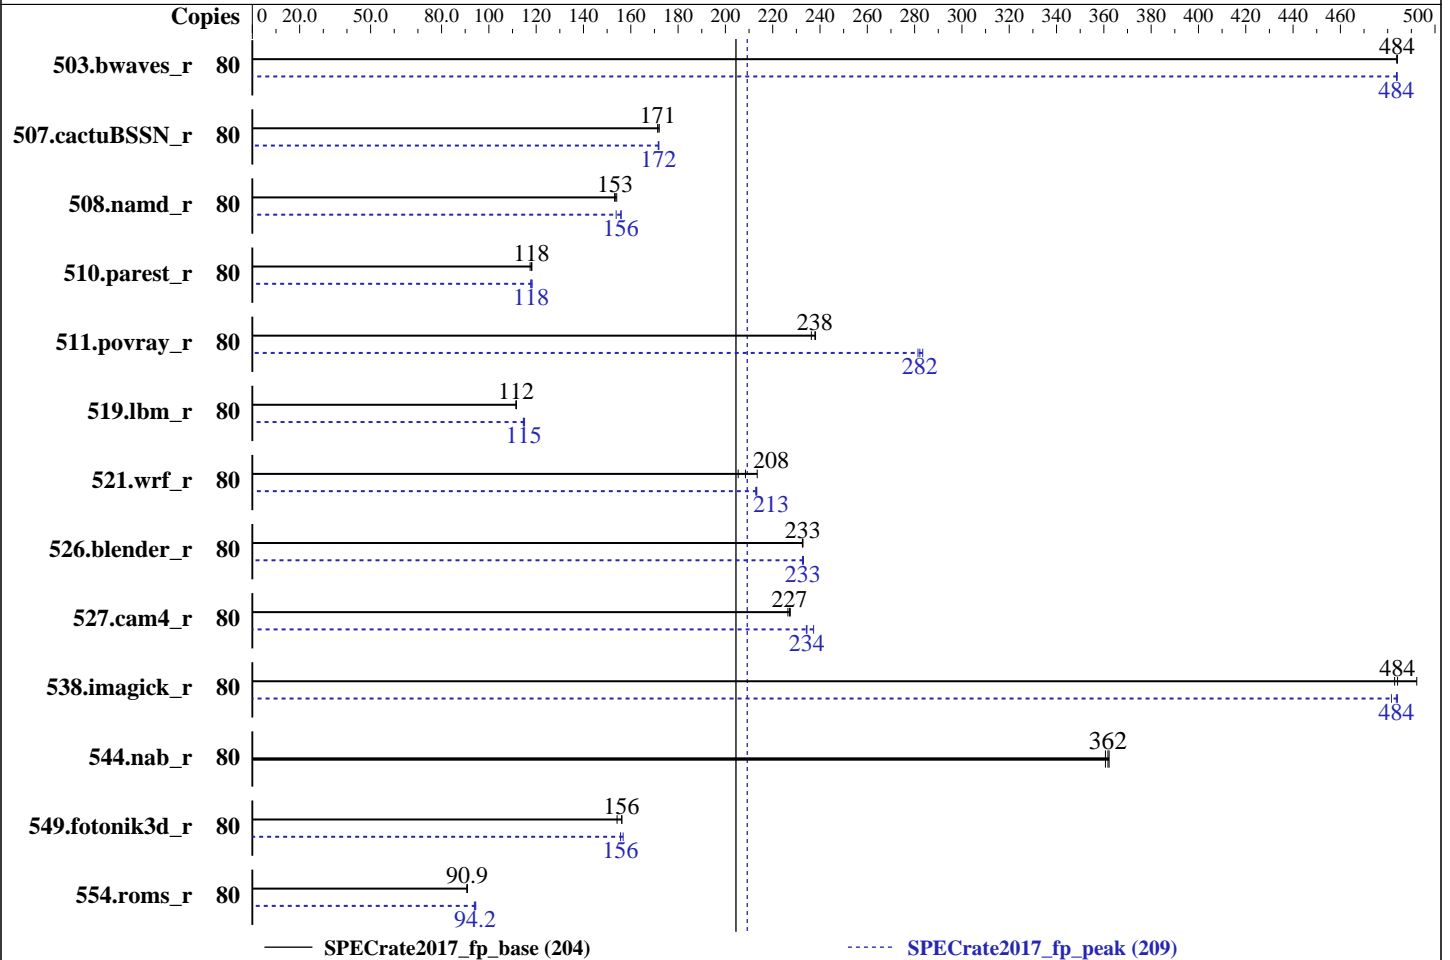 Copies 0 20.0 50.0 80.0 100 120 140 160 180 200 220 240 260 280 300 320 340 360 380 400 420 440 460 500
503.bwaves_r 80 484
484
507.cactuBSSN_r 80 171
172
508.namd_r 80 153
156
510.parest_r 80 118
118
511.povray_r 80 238
282
519.lbm_r 80 112
115
521.wrf_r 80 208
213
526.blender_r 80 233
233
527.cam4_r 80 227
234
538.imagick_r 80 484
484
544.nab_r 80 362
549.fotonik3d_r 80 156
156
554.roms_r 80 90.9
94.2
SPECrate2017_fp_base (204) SPECrate2017_fp_peak (209)